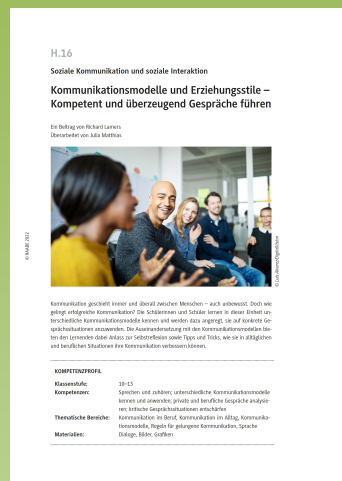 H.16
Soziale Kommunikation und soziale Interaktion
Kommunikationsmodelle und Erziehungsstile –
Kompetent und überzeugend Gespräche führen
Ein Beitrag von Richard Lamers
Überarbeitet von Julia Matthias
© RAABE 2022
Kommunikation geschieht immer und überall zwischen Menschen – auch unbewusst. Doch wie
gelingt erfolgreiche Kommunikation? Die Schülerinnen und Schüler lernen in dieser Einheit un-
terschiedliche Kommunikationsmodelle kennen und werden dazu angeregt, sie auf konkrete Ge-
sprächssituationen anzuwenden. Die Auseinandersetzung mit den Kommunikationsmodellen bie-
ten den Lernenden dabei Anlass zur Selbstreflexion sowie Tipps und Tricks, wie sie in alltäglichen
und beruflichen Situationen ihre Kommunikation verbessern können.
KOMPETENZPROFIL
Klassenstufe: 10–13
Kompetenzen: Sprechen und zuhören; unterschiedliche Kommunikationsmodelle
kennen und anwenden; private und berufliche Gespräche analysie-
ren; kritische Gesprächssituationen entschärfen
Thematische Bereiche: Kommunikation im Beruf, Kommunikation im Alltag, Kommunika-
tionsmodelle, Regeln für gelungene Kommunikation, Sprache
Materialien: Dialoge, Bilder, Grafiken